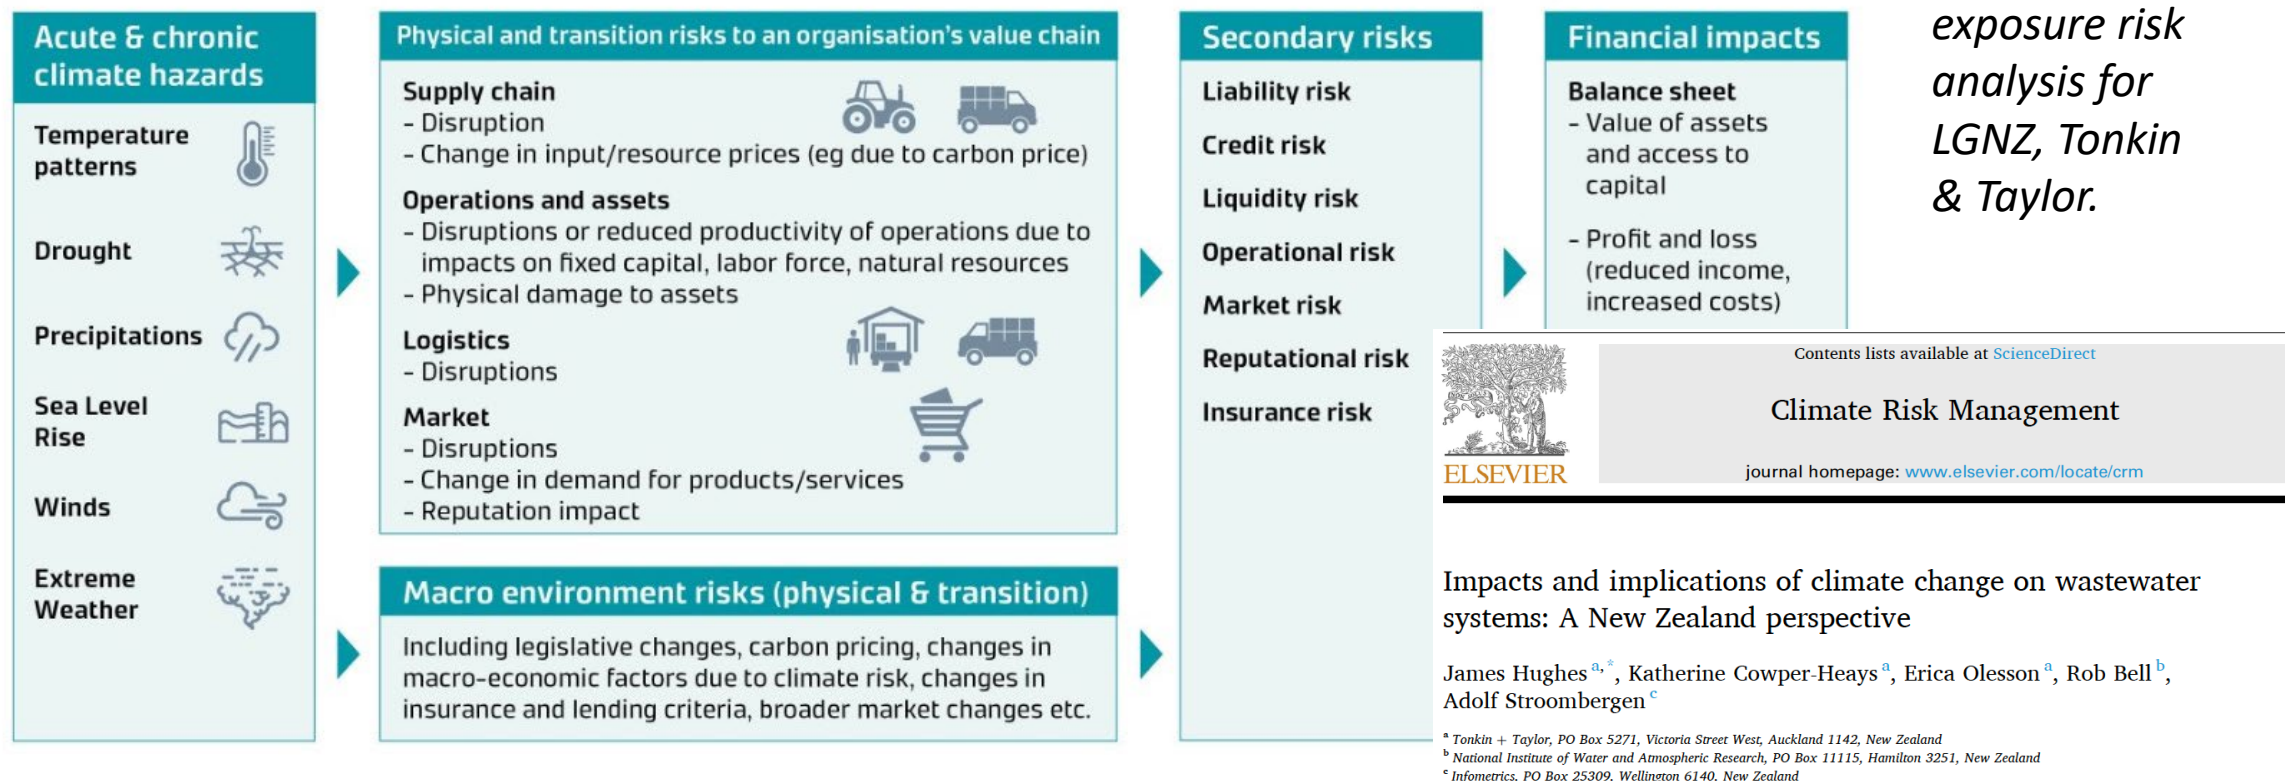 Acute & chronic
climate hazards
Temperature
patterns
Drought
Precipitations
Sea Level
Rise
Winds
Extreme
Weather
Physical and transition risks to an organisation's value chain
Supply chain
- Disruption
- Change in input/resource prices (eg due to carbon price)
Operations and assets
- Disruptions or reduced productivity of operations due to
impacts on fixed capital, labor force, natural resources
- Physical damage to assets
Logistics
- Disruptions
Market
- Disruptions
- Change in demand for products/services
- Reputation impact
Macro environment risks (physical & transition)
Including legislative changes, carbon pricing, changes in
macro-economic factors due to climate risk, changes in
insurance and lending criteria, broader market changes etc.
Secondary risks
Liability risk
Credit risk
Liquidity risk
Operational risk
Market risk
Reputational risk
Insurance risk
Financial impacts
Balance sheet
- Value of assets
and access to
capital
- Profit and loss
(reduced income,
increased costs)
exposure risk
analysis for
LGNZ, Tonkin
& Taylor.
Contents lists available at ScienceDirect
Climate Risk Management
journal homepage: www.elsevier.com/locate/crm
ELSEVIER
Impacts and implications of climate change on wastewater
systems: A New Zealand perspective
James Hughes a,*, Katherine Cowper-Heays a, Erica Olesson a, Rob Bell b,
Adolf Stroombergen c
a Tonkin + Taylor, PO Box 5271, Victoria Street West, Auckland 1142, New Zealand
b National Institute of Water and Atmospheric Research, PO Box 11115, Hamilton 3251, New Zealand
c Infometrics, PO Box 25309, Wellington 6140, New Zealand